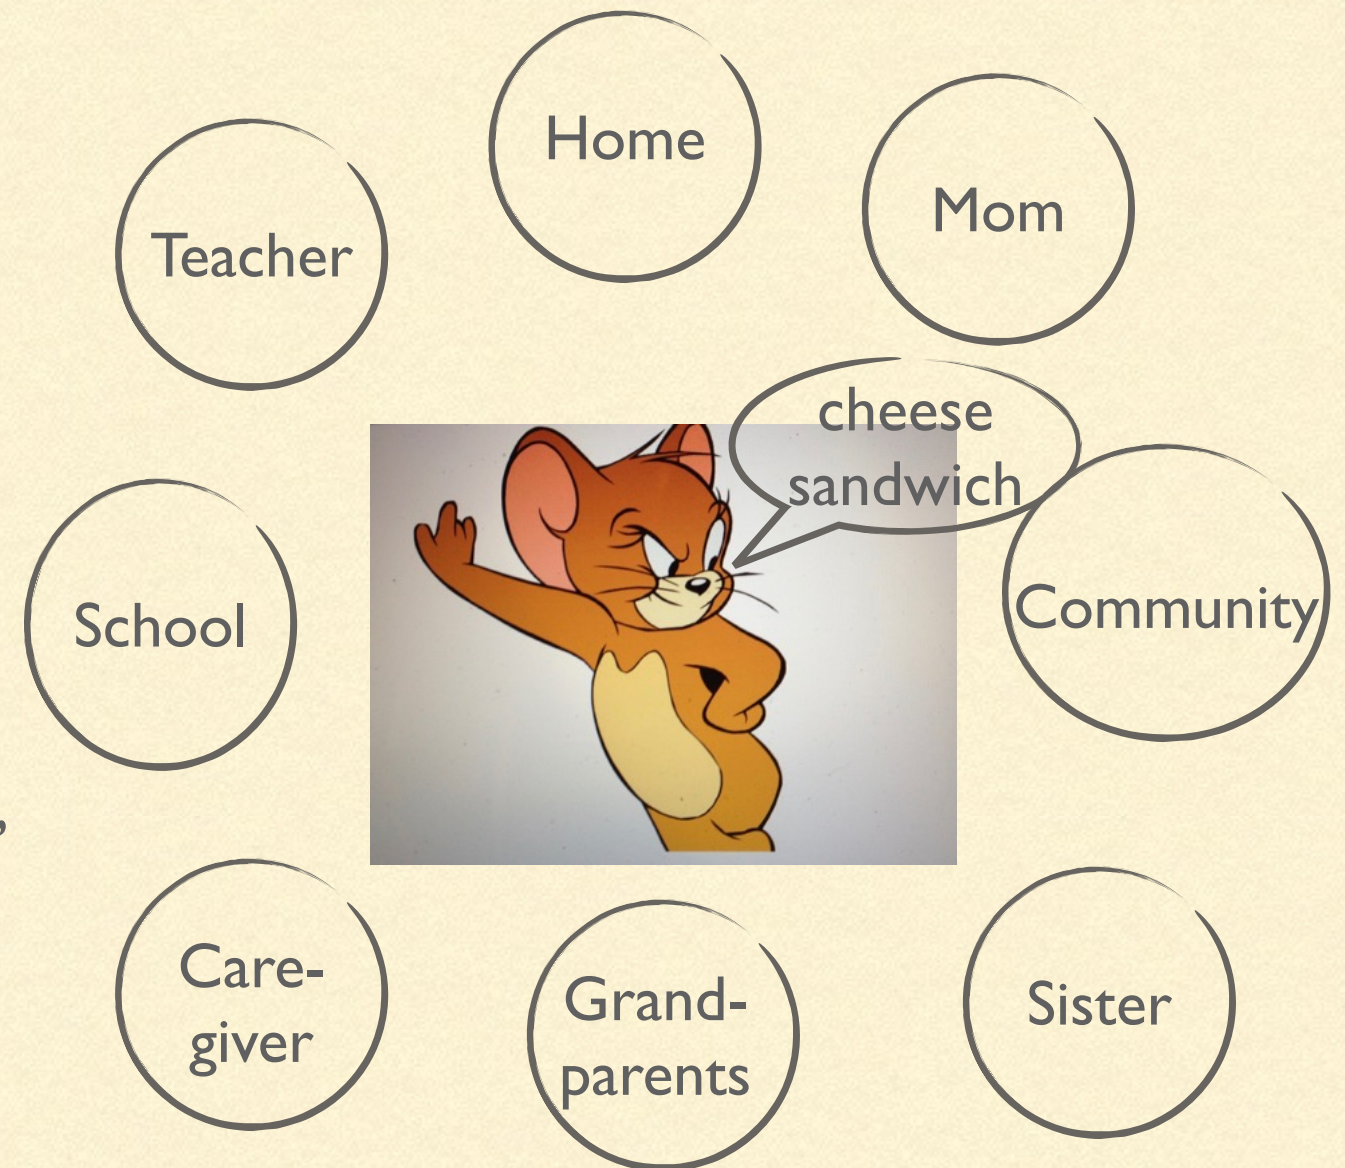 Home
Mom
Teacher
cheese
sandwich
Community
School
,
Care-
giver
Grand-
parents
Sister